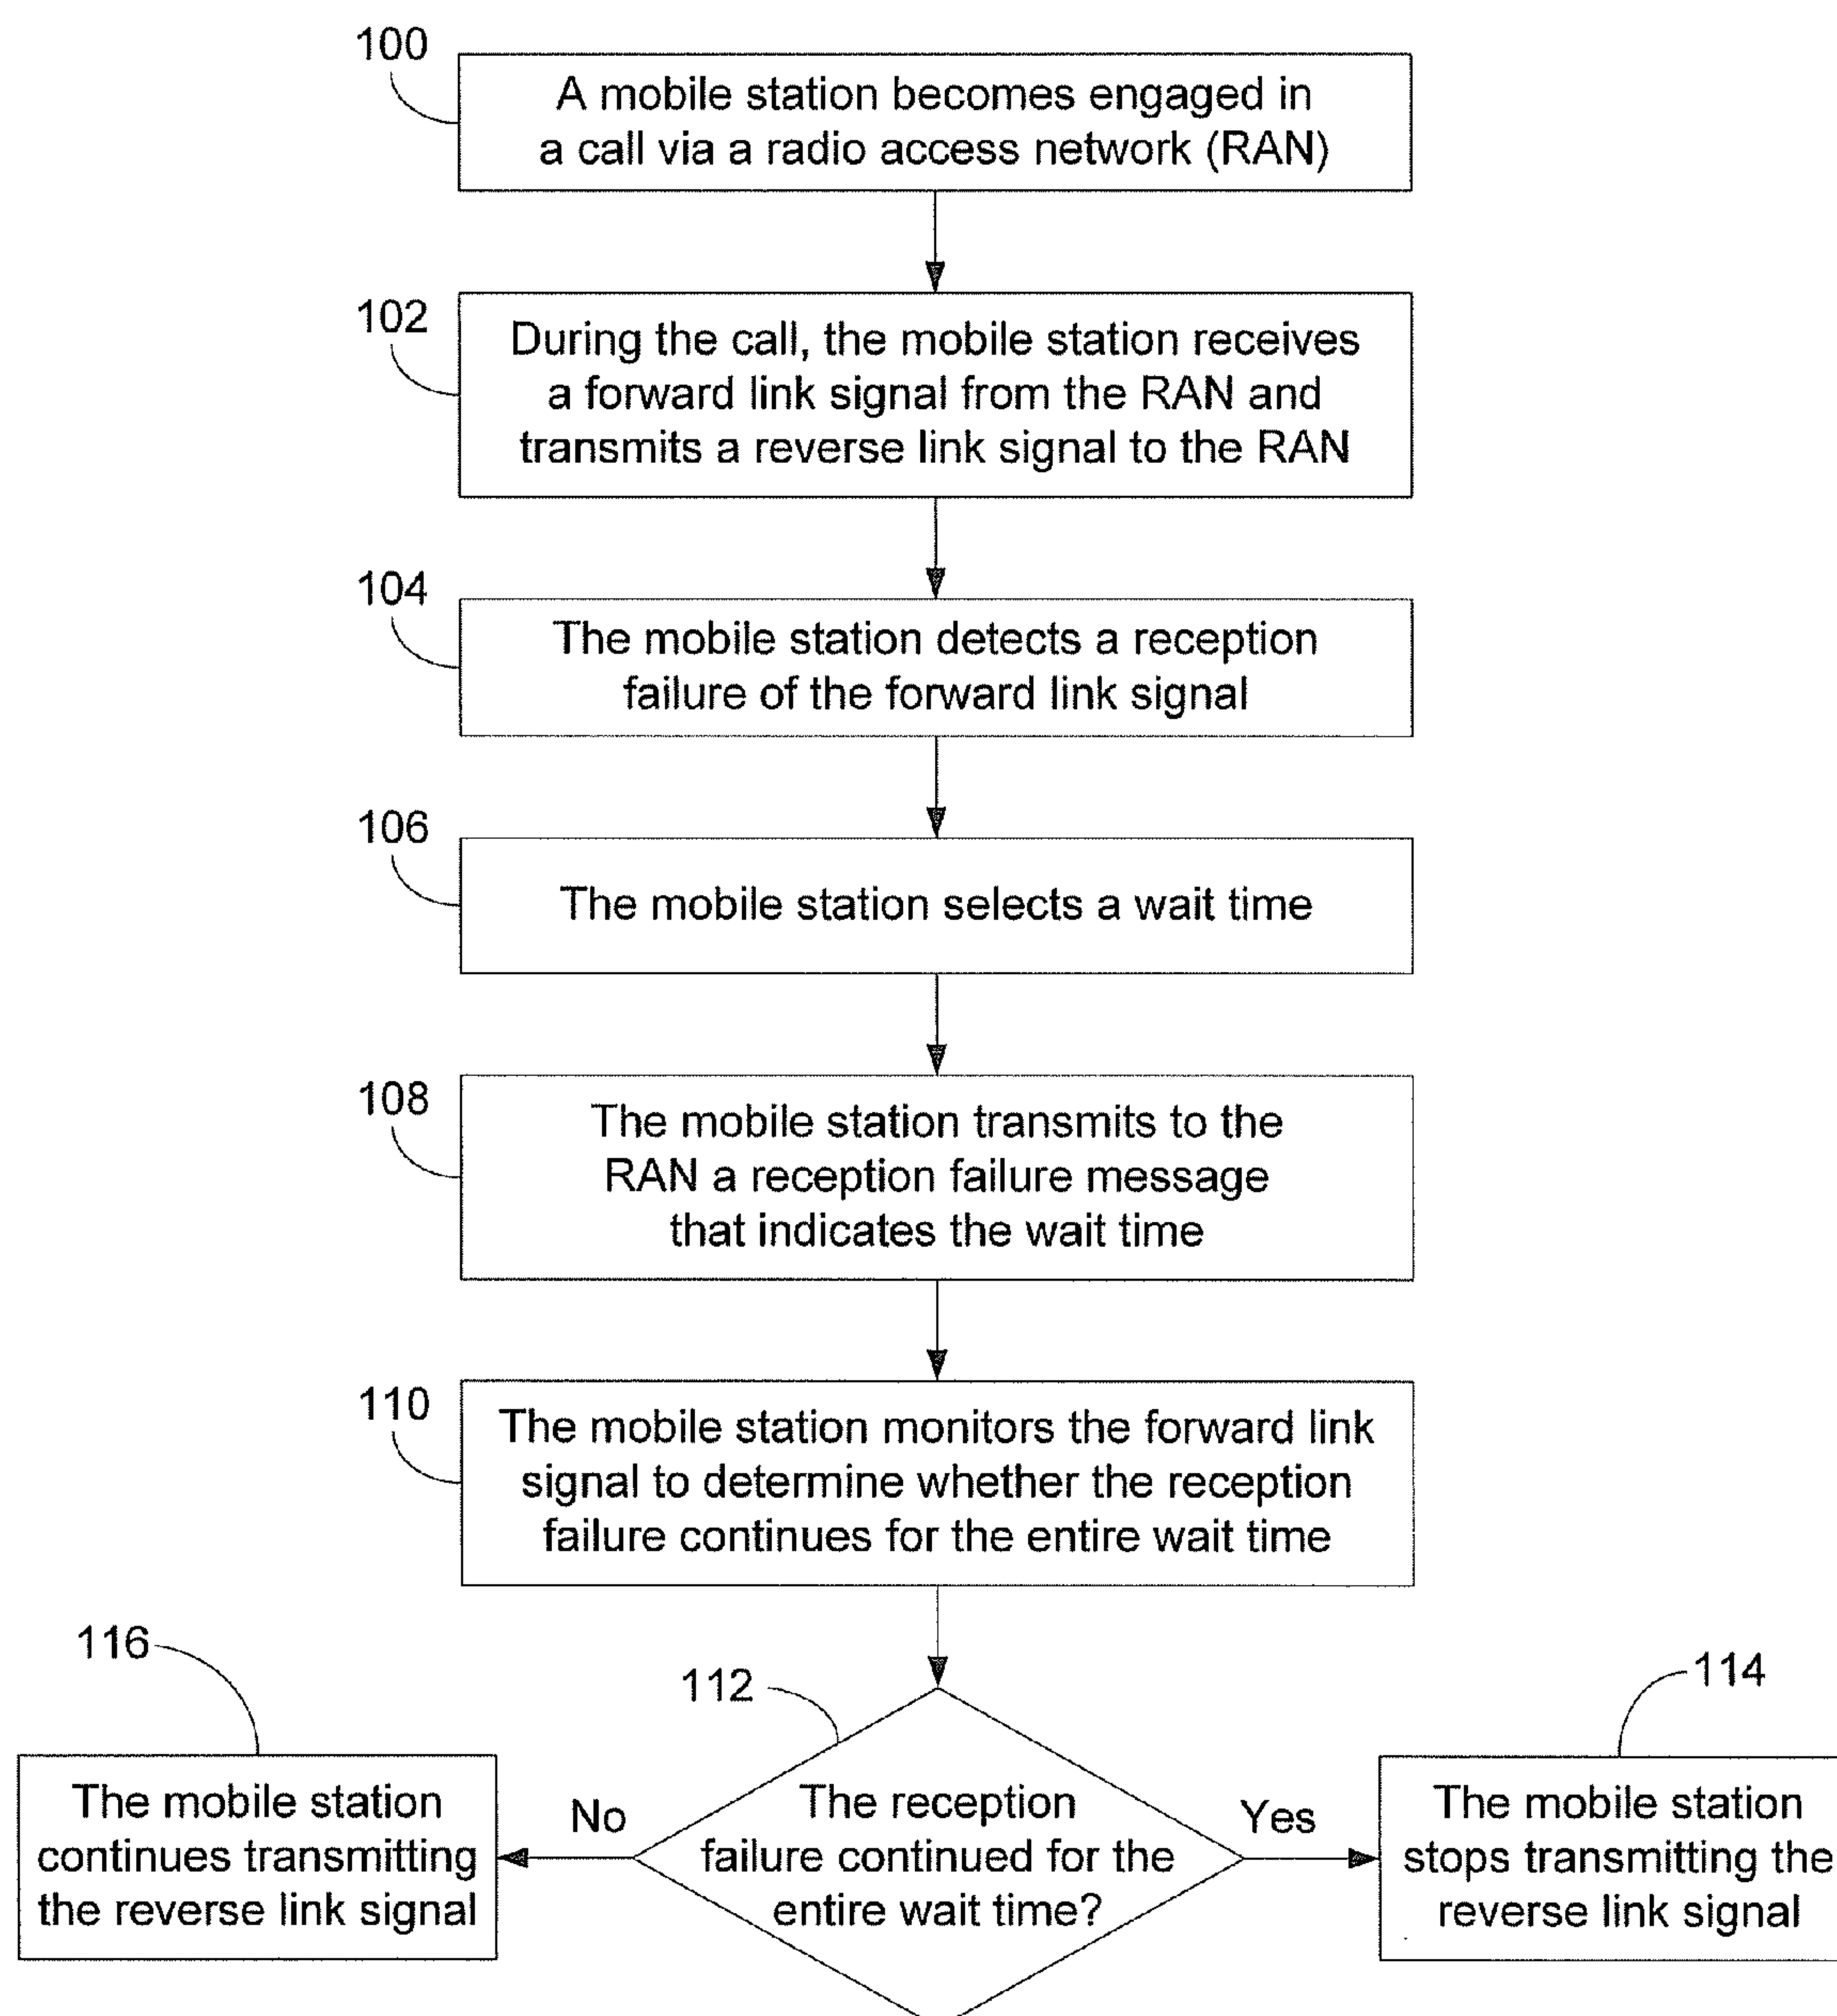 100
A mobile station becomes engaged in
a call via a radio access network (RAN)
102
During the call, the mobile station receives
a forward link signal from the RAN and
transmits a reverse link signal to the RAN
104
The mobile station detects a reception
failure of the forward link signal
106
The mobile station selects a wait time
108
The mobile station transmits to the
RAN a reception failure message
that indicates the wait time
110
The mobile station monitors the forward link
signal to determine whether the reception
failure continues for the entire wait time
116
The mobile station
continues transmitting
the reverse link signal
No
112
The reception
failure continued for the
entire wait time?
Yes
114
The mobile station
stops transmitting the
reverse link signal